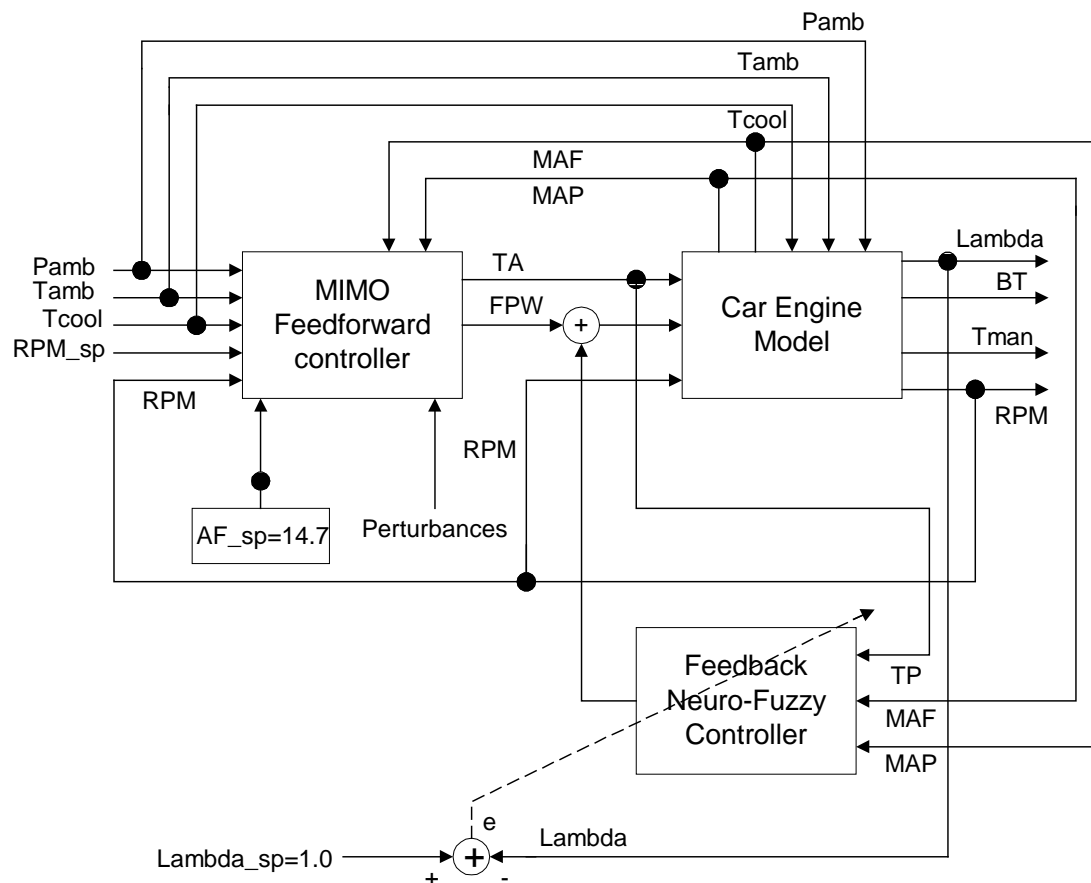 Pamb
Tamb
Tcool
MAF
MAP
Pamb
Tamb
Tcool
RPM_sp
RPM
MIMO
Feedforward
controller
TA
FPW
+
Car Engine
Model
Lambda
BT
Tman
RPM
RPM
AF_sp=14.7
Perturbances
Feedback
Neuro-Fuzzy
Controller
TP
MAF
MAP
e
Lambda
Lambda_sp=1.0
+
+
-